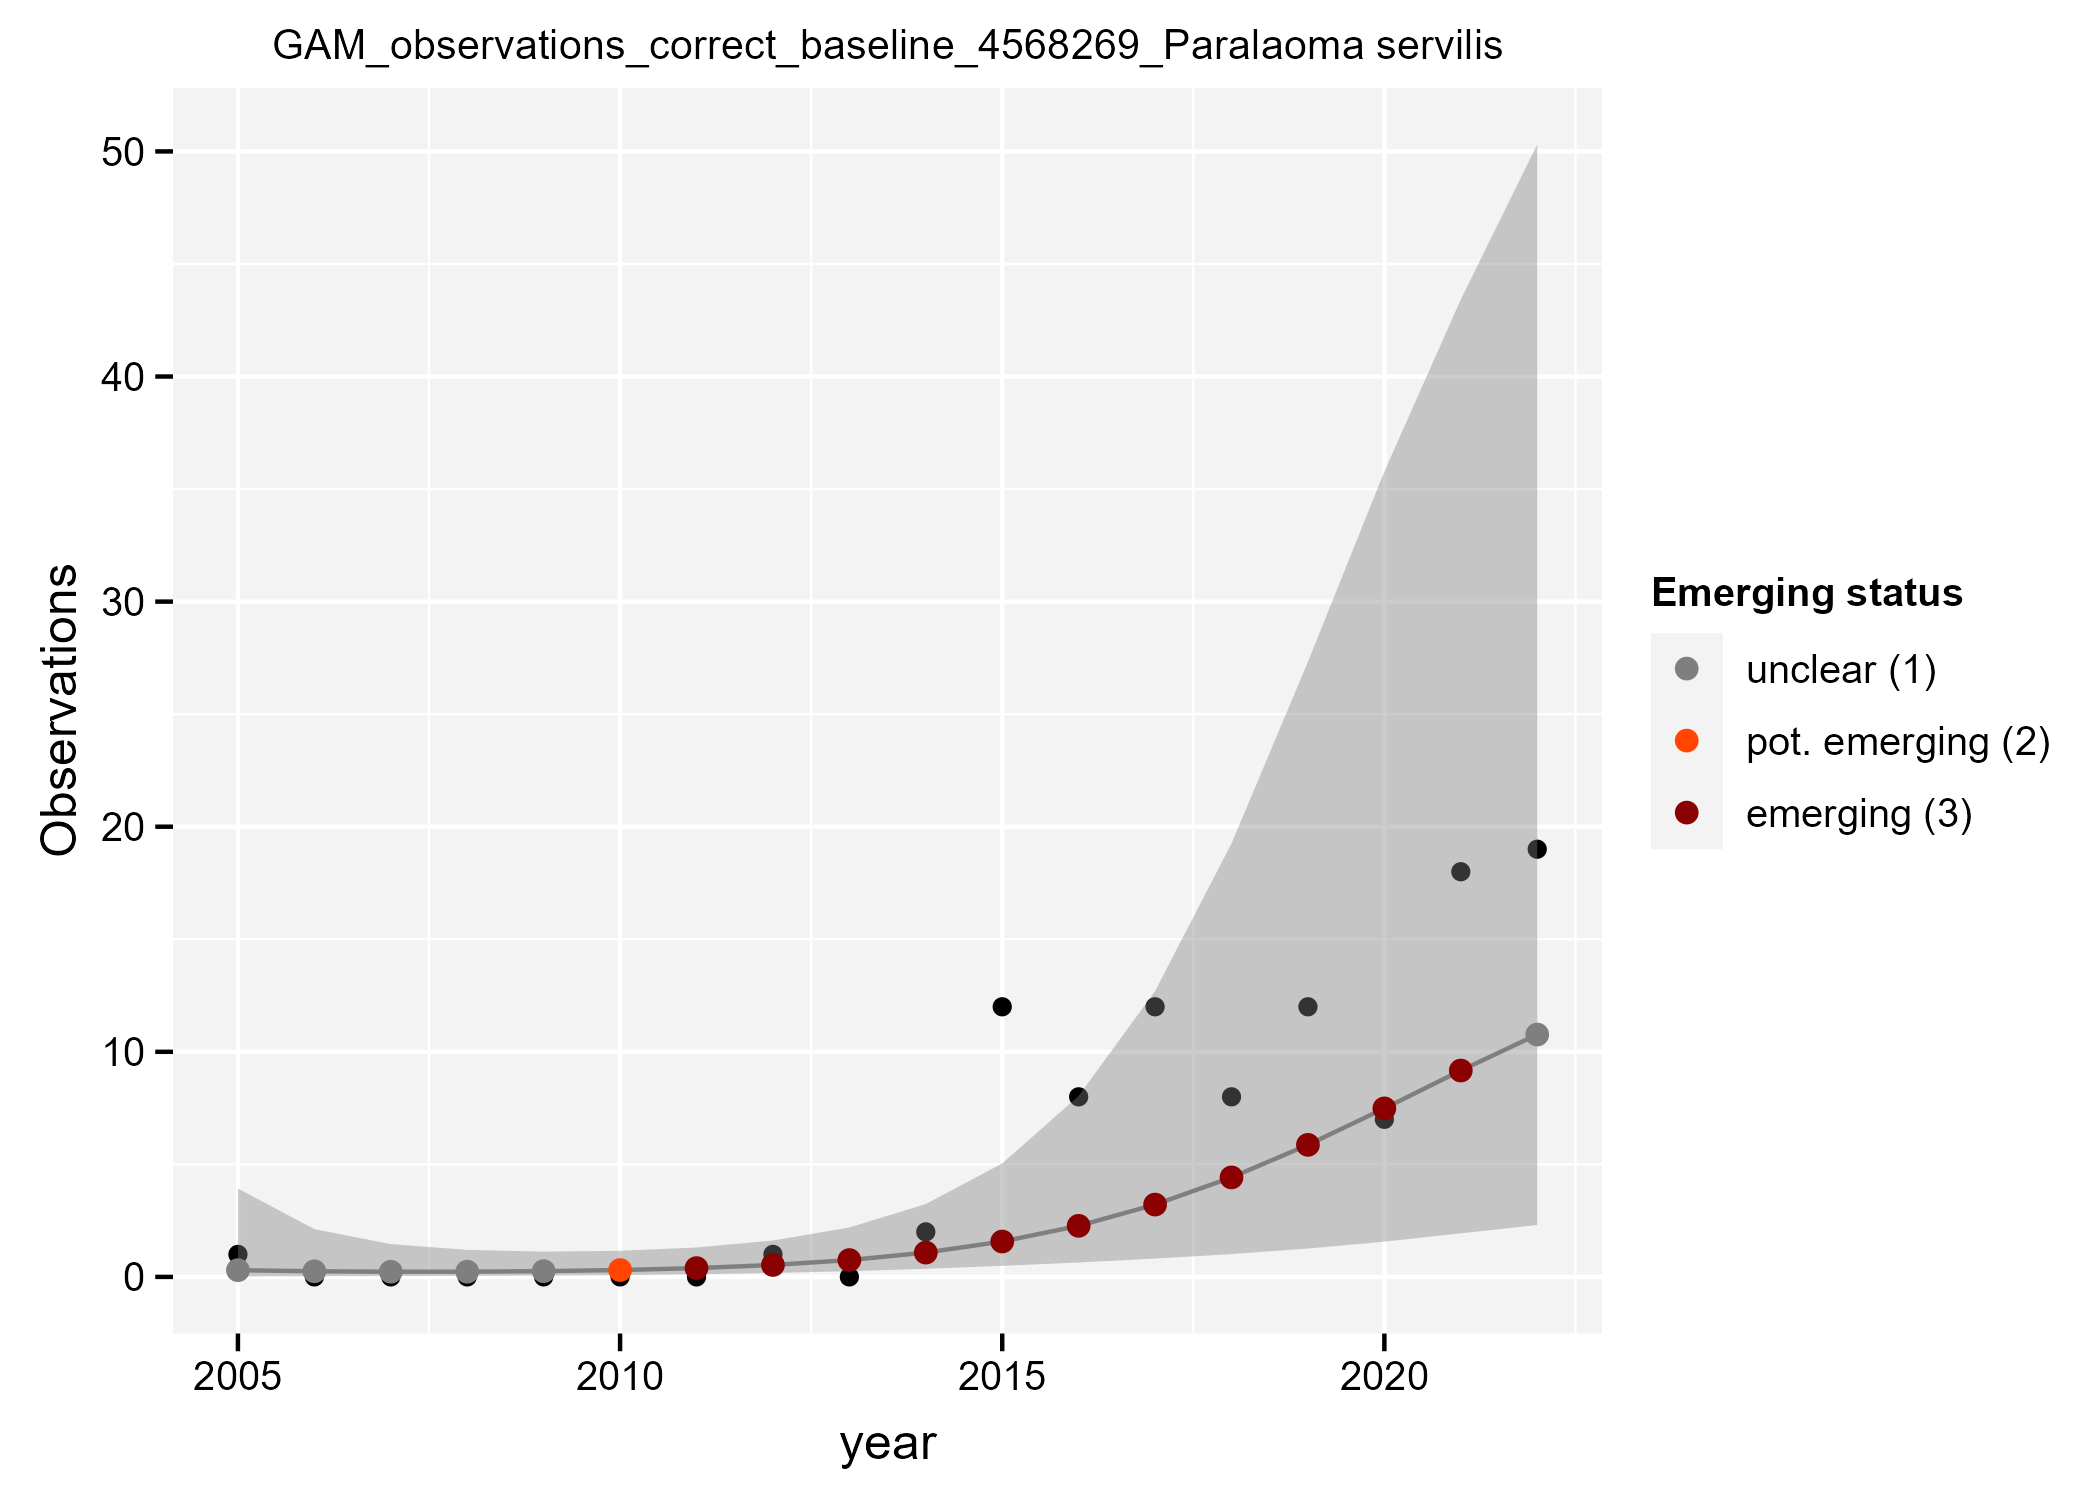 GAM_observations_correct_baseline_4568269_Paralaoma servilis
50
40
30
20
10
0
Observations
2005 2010 2015 2020
year
Emerging status
unclear (1)
pot. emerging (2)
emerging (3)